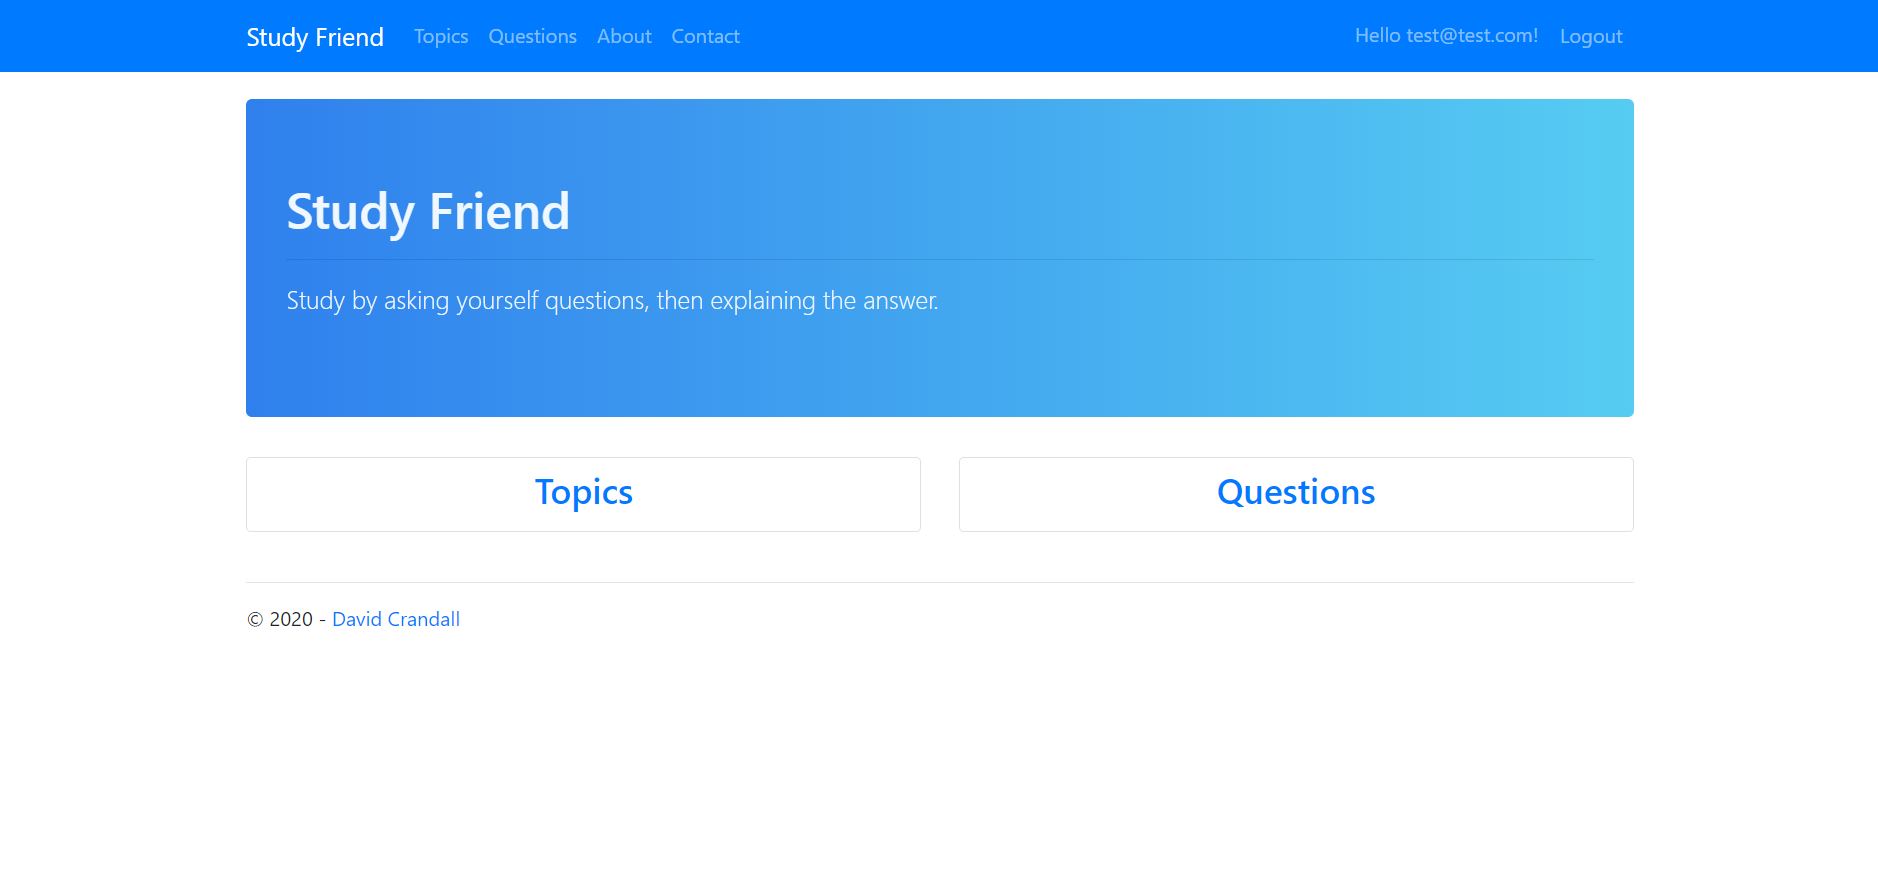 Study Friend Topics Questions About Contact Hello test@test.com! Logout
Study Friend
Study by asking yourself questions, then explaining the answer.
Topics Questions
© 2020 - David Crandall